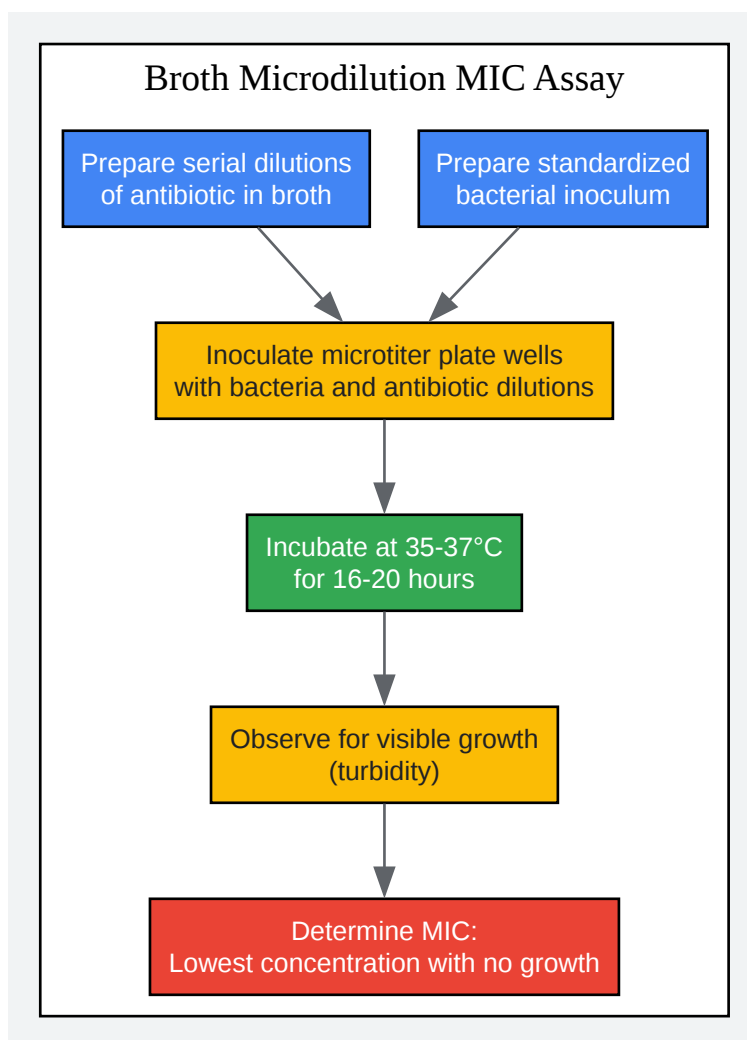 Broth Microdilution MIC Assay
Prepare serial dilutions
of antibiotic in broth
Prepare standardized
bacterial inoculum
Inoculate microtiter plate wells
with bacteria and antibiotic dilutions
Incubate at 35-37°C
for 16-20 hours
Observe for visible growth
(turbidity)
Determine MIC:
Lowest concentration with no growth